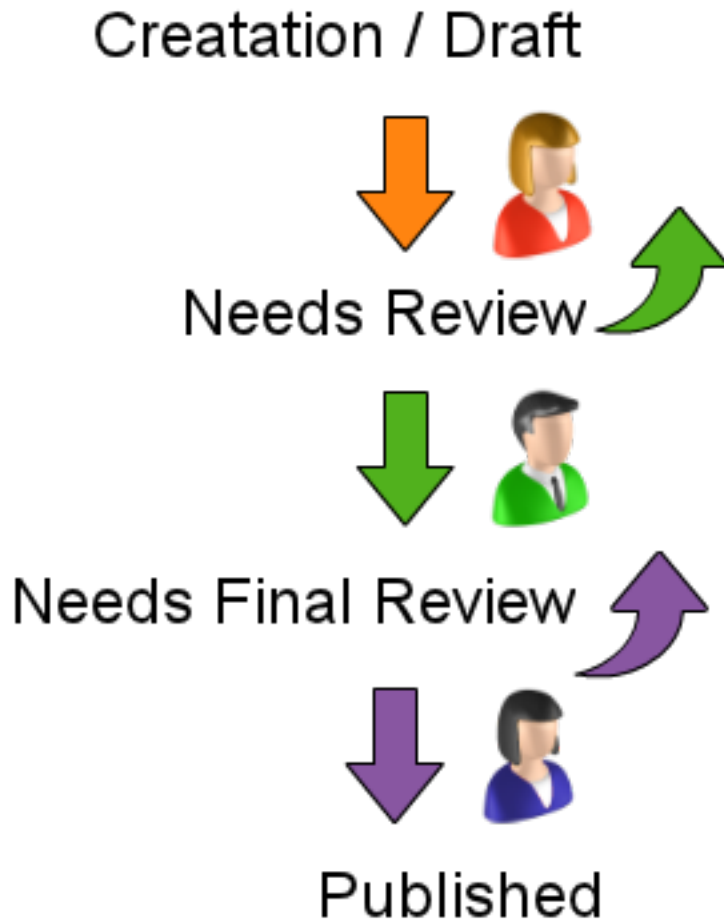 Creatation / Draft
Needs Review
Needs Final Review
Published